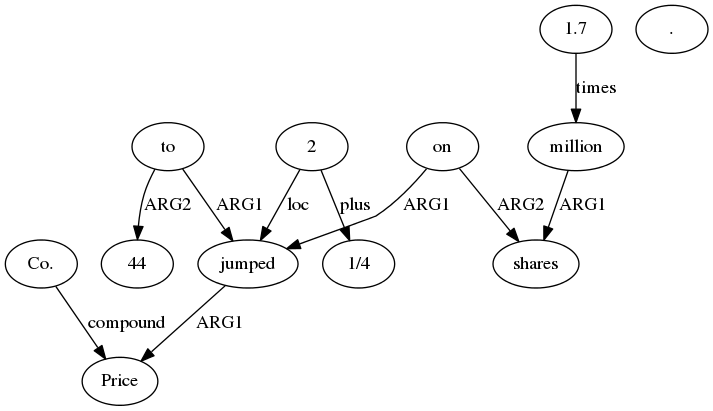 1.7
.
times
to
2
on
million
ARG2
ARG1
loc
plus
ARG1
ARG2
ARG1
Co.
44
jumped
1/4
shares
compound
ARG1
Price